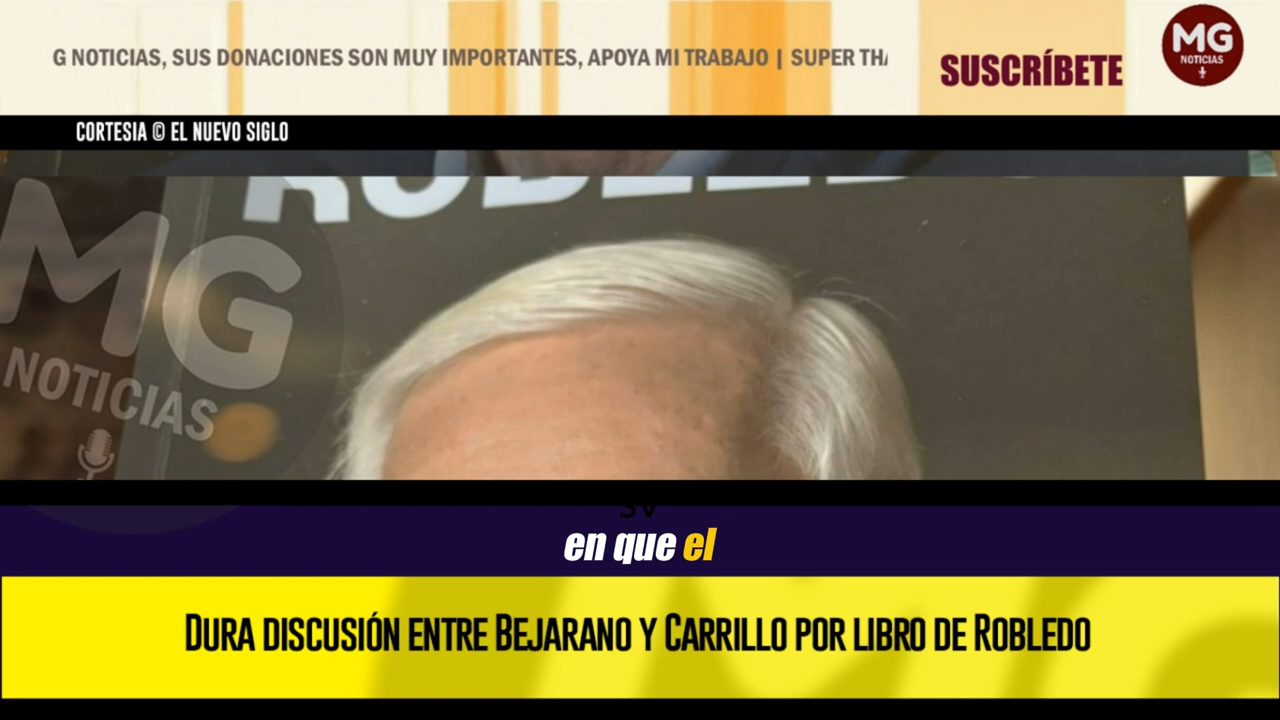 G NOTICIAS, SUS DONACIONES SON MUY IMPORTANTES, APOYA MI TRABAJO | SUPER THA
SUSCRÍBETE
MG
NOTICIAS
CORTESIA © EL NUEVO SIGLO
MG
NOTICIAS
en que el
DURA DISCUSIÓN ENTRE BEJARANO Y CARRILLO POR LIBRO DE ROBLEDO